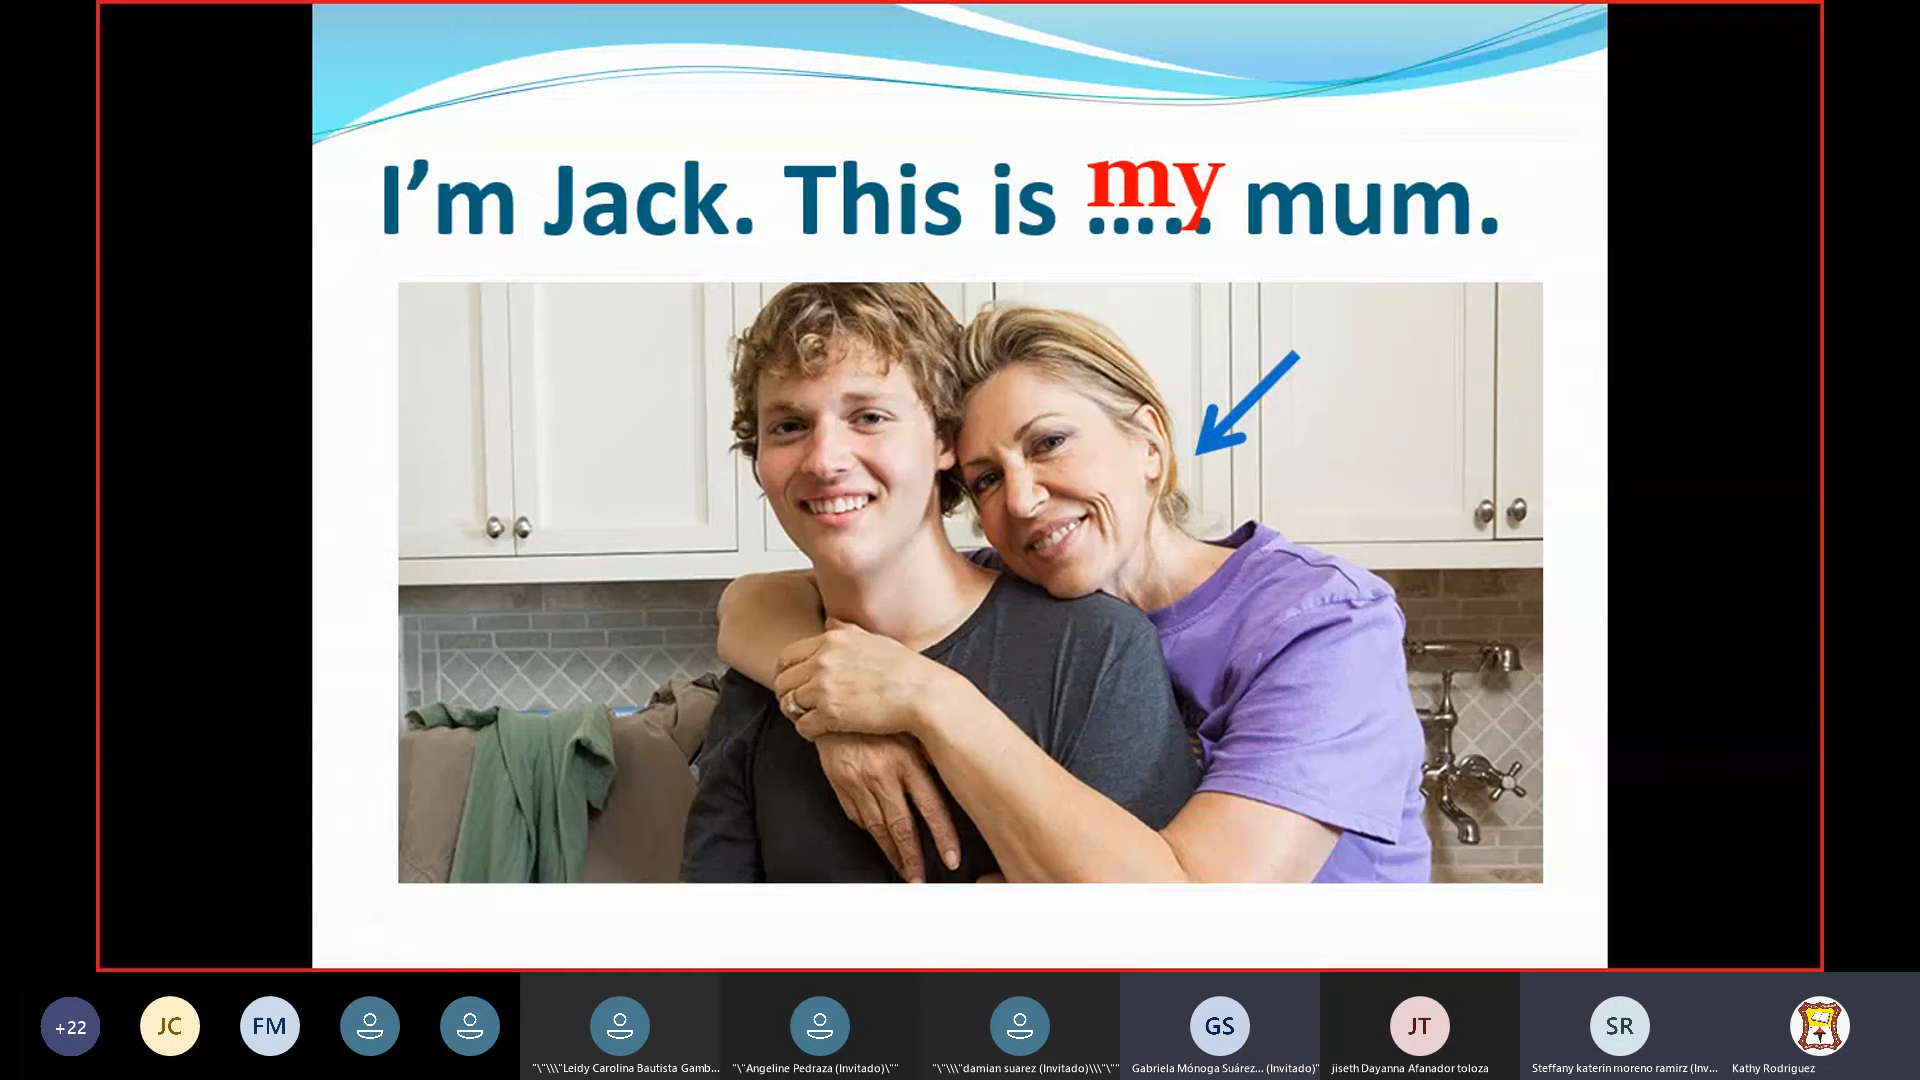 I’m Jack. This is my ..... mum.
+22
JC
FM
GS
JT
SR
"\"\\\"Leidy Carolina Bautista Gamb...
"\"Angeline Pedraza (Invitado)\""
"\"\\\"damian suarez (Invitado)\\\"\""
Gabriela Mónoga Suárez... (Invitado)"
jiseth Dayanna Afanador toloza
Steffany katerin moreno ramirz (Inv...
Kathy Rodriguez